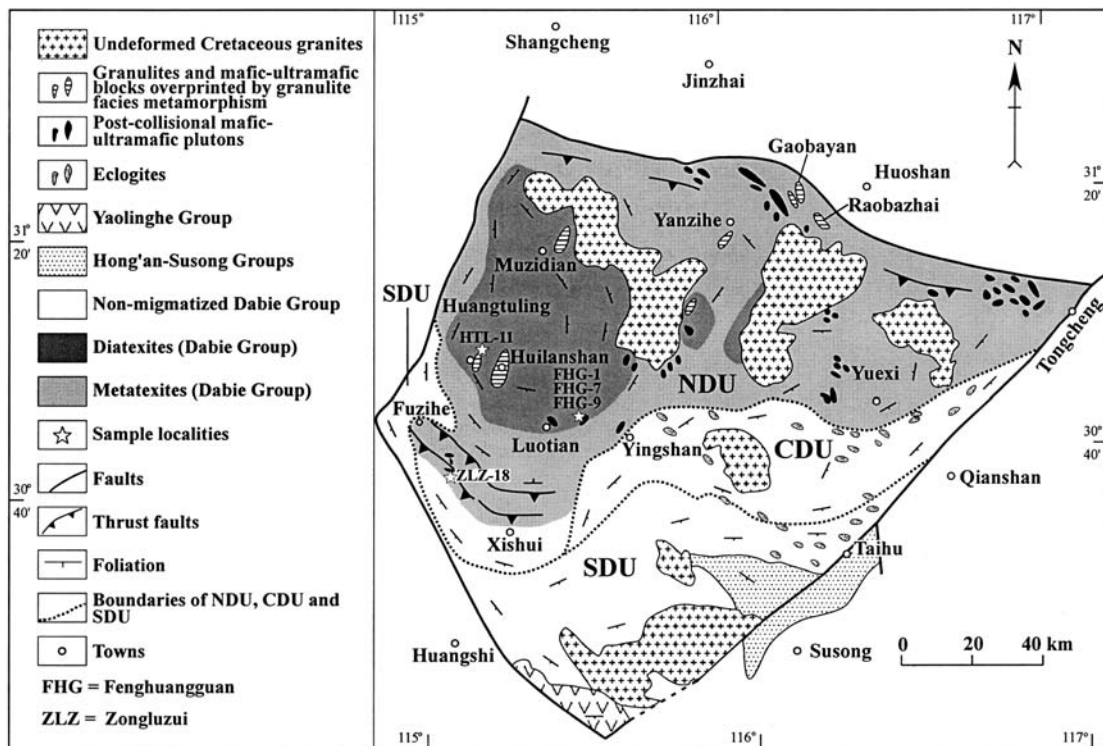 Undeformed Cretaceous granites
Granulites and mafic-ultramafic
blocks overprinted by granulite
facies metamorphism
Post-collisional mafic-
ultramafic plutons
Eclogites
Yaolinghe Group
Hong'an-Susong Groups
Non-migmatized Dabie Group
Diatexites (Dabie Group)
Metatexites (Dabie Group)
Sample localities
Faults
Thrust faults
Foliation
Boundaries of NDU, CDU and
SDU
Towns
FHG = Fenghuangguan
ZLZ = Zongluzui
115°
116°
117°
Shangcheng
Jinzhai
N
Gaobayan
Huoshan
31°
20'
Raobazhai
Yanzihe
31°
20'
Muzidian
SDU
Huangtuling
HTL-11
Huilanshan
FHG-1
FHG-7
FHG-9
Tongcheng
NDU
Yuexi
Fuzihe
Luotian
Yingshan
CDU
30°
40'
Qianshan
ZLZ-18
30°
40'
Xishui
Taihu
SDU
Huangshi
Susong
0 20 40 km
115°
116°
117°